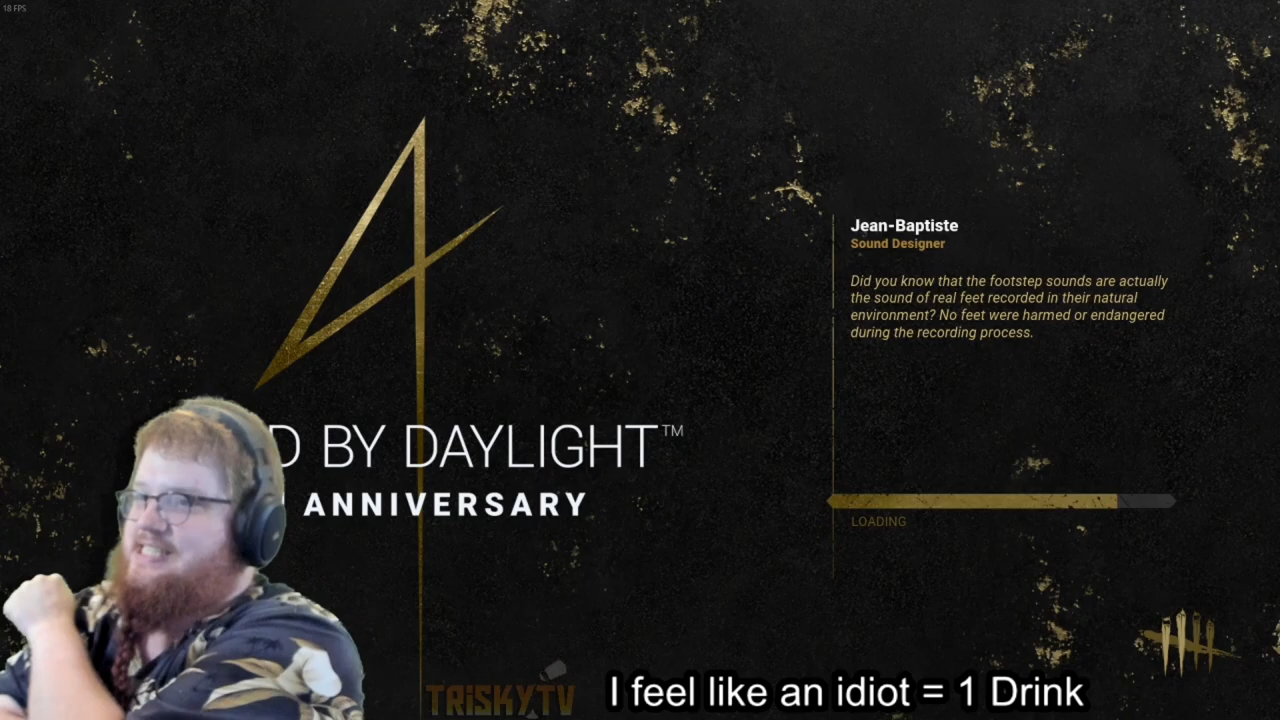 18 FPS
D BY DAYLIGHT™
ANNIVERSARY
Jean-Baptiste
Sound Designer
Did you know that the footstep sounds are actually
the sound of real feet recorded in their natural
environment? No feet were harmed or endangered
during the recording process.
LOADING
TRiSKYTV
I feel like an idiot = 1 Drink